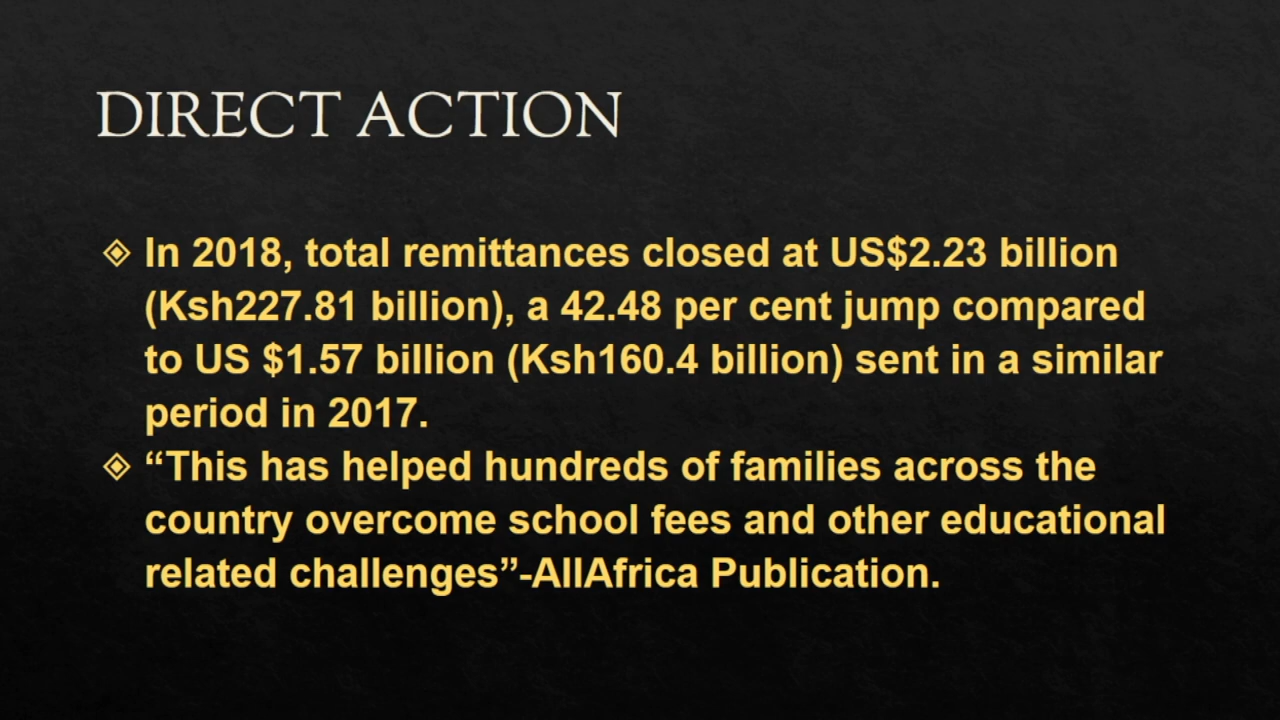 DIRECT ACTION
In 2018, total remittances closed at US$2.23 billion
(Ksh227.81 billion), a 42.48 per cent jump compared
to US $1.57 billion (Ksh160.4 billion) sent in a similar
period in 2017.
“This has helped hundreds of families across the
country overcome school fees and other educational
related challenges”-AllAfrica Publication.